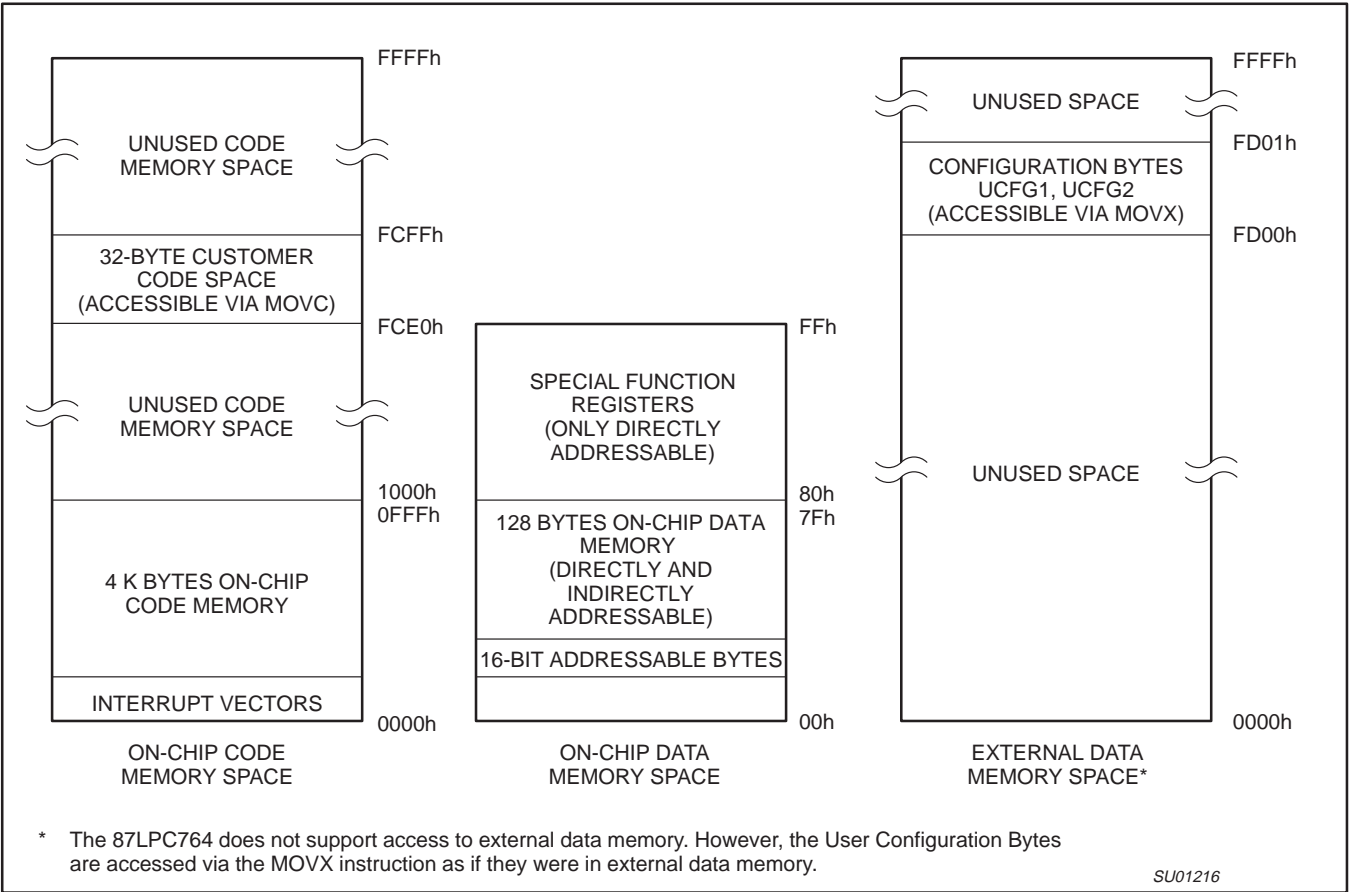 FFFFh
UNUSED CODE
MEMORY SPACE
FCFFh
32-BYTE CUSTOMER
CODE SPACE
(ACCESSIBLE VIA MOVC)
FCE0h
UNUSED CODE
MEMORY SPACE
1000h
0FFFh
4 K BYTES ON-CHIP
CODE MEMORY
INTERRUPT VECTORS
0000h
ON-CHIP CODE
MEMORY SPACE
FFh
SPECIAL FUNCTION
REGISTERS
(ONLY DIRECTLY
ADDRESSABLE)
80h
7Fh
128 BYTES ON-CHIP DATA
MEMORY
(DIRECTLY AND
INDIRECTLY
ADDRESSABLE)
16-BIT ADDRESSABLE BYTES
00h
ON-CHIP DATA
MEMORY SPACE
FFFFh
UNUSED SPACE
FD01h
CONFIGURATION BYTES
UCFG1, UCFG2
(ACCESSIBLE VIA MOVX)
FD00h
UNUSED SPACE
0000h
EXTERNAL DATA
MEMORY SPACE*
* The 87LPC764 does not support access to external data memory. However, the User Configuration Bytes
are accessed via the MOVX instruction as if they were in external data memory.
SU01216